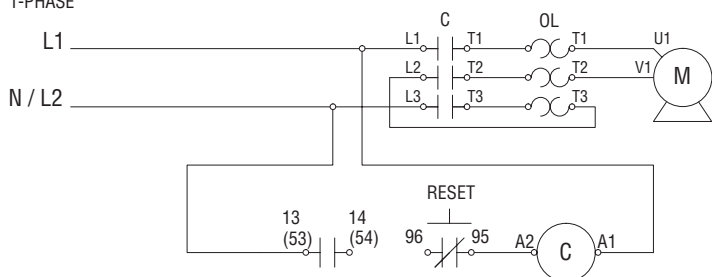 1-PHASE
C OL
L1 L1 T1 T1 U1
L2 T2 T2 V1 M
N / L2 L3 T3 T3
RESET
13 14
(53) (54) 96 95 A2 C A1